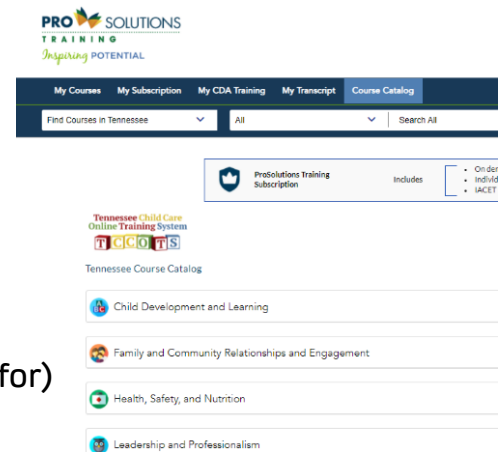 PRO SOLUTIONS
TRAINING
Inspiring POTENTIAL
My Courses My Subscription My CDA Training My Transcript Course Catalog
Find Courses in Tennessee All Search All
ProSolutions Training
Subscription
Includes
• On
• 
• IACET
Tennessee Child Care
Online Training System
TCCOTS
Tennessee Course Catalog
Child Development and Learning
Family and Community Relationships and Engagement
for)
Health, Safety, and Nutrition
Leadership and Professionalism